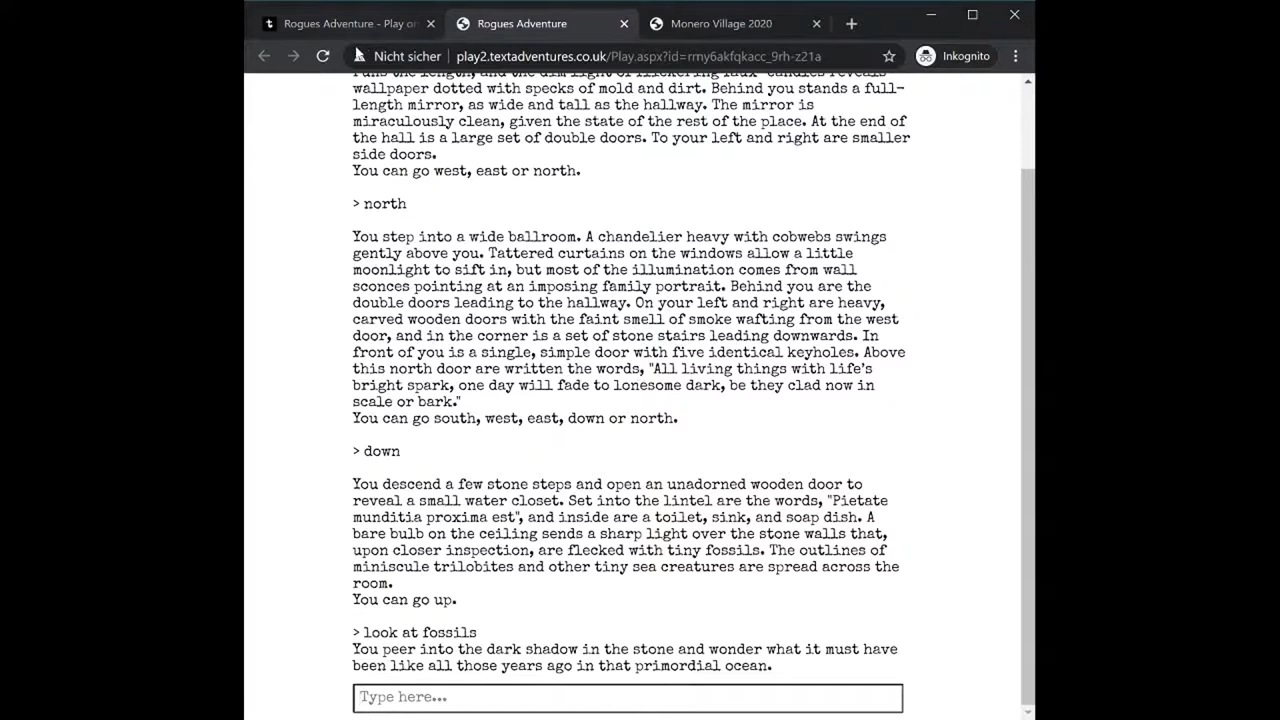 Rogues Adventure - Play on
Rogues Adventure
Monero Village 2020
Nicht sicher | play2.textadventures.co.uk/Play.aspx?id=rmy6akfqkacc_9rh-z21a
Inkognito
runs the length, and the dim light of flickering faux-candles reveals
wallpaper dotted with specks of mold and dirt. Behind you stands a full-
length mirror, as wide and tall as the hallway. The mirror is
miraculously clean, given the state of the rest of the place. At the end of
the hall is a large set of double doors. To your left and right are smaller
side doors.
You can go west, east or north.
> north
You step into a wide ballroom. A chandelier heavy with cobwebs swings
gently above you. Tattered curtains on the windows allow a little
moonlight to sift in, but most of the illumination comes from wall
sconces pointing at an imposing family portrait. Behind you are the
double doors leading to the hallway. On your left and right are heavy,
carved wooden doors with the faint smell of smoke wafting from the west
door, and in the corner is a set of stone stairs leading downwards. In
front of you is a single, simple door with five identical keyholes. Above
this north door are written the words, "All living things with life's
bright spark, one day will fade to lonesome dark, be they clad now in
scale or bark."
You can go south, west, east, down or north.
> down
You descend a few stone steps and open an unadorned wooden door to
reveal a small water closet. Set into the lintel are the words, "Pietate
munditia proxima est", and inside are a toilet, sink, and soap dish. A
bare bulb on the ceiling sends a sharp light over the stone walls that,
upon closer inspection, are flecked with tiny fossils. The outlines of
miniscule trilobites and other tiny sea creatures are spread across the
room.
You can go up.
> look at fossils
You peer into the dark shadow in the stone and wonder what it must have
been like all those years ago in that primordial ocean.
Type here...